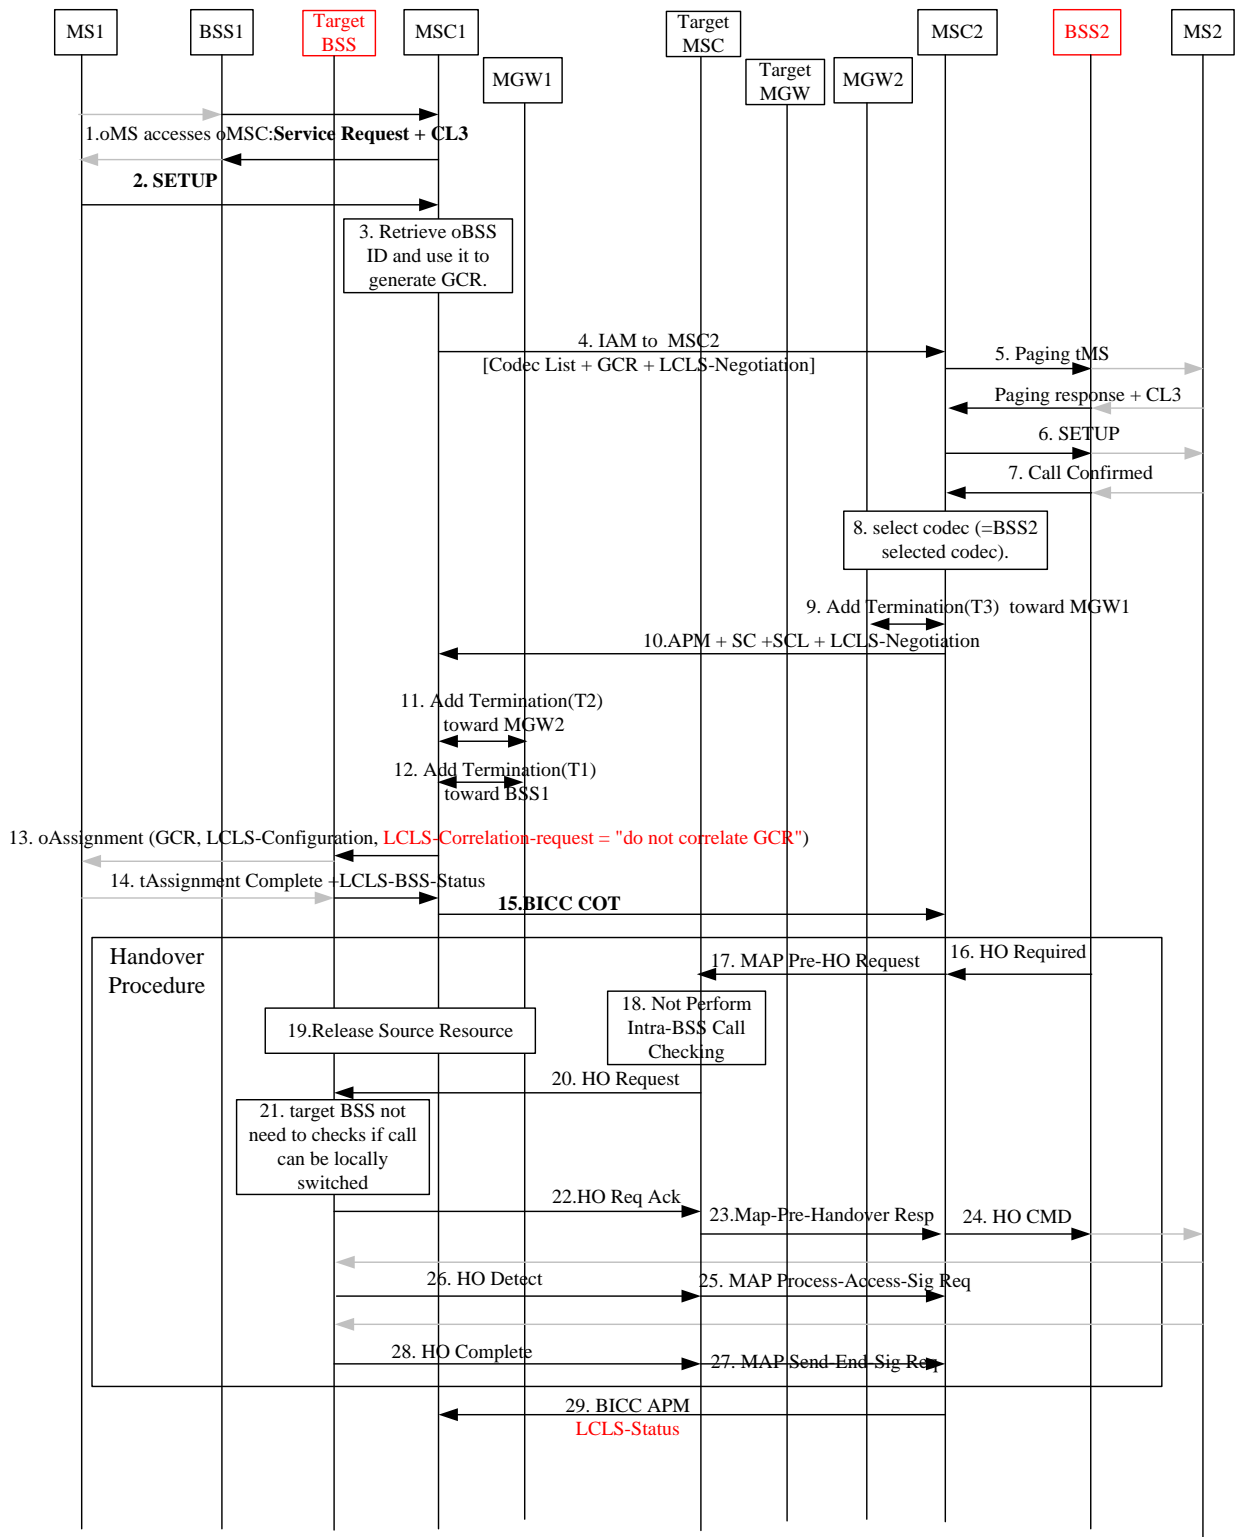 MS1
BSS1
Target
BSS
MSC1
Target
MSC
MSC2
BSS2
MS2
MGW1
Target
MGW
MGW2
1.oMS accesses oMSC:Service Request + CL3
2. SETUP
3. Retrieve oBSS
ID and use it to
generate GCR.
4. IAM to MSC2
[Codec List + GCR + LCLS-Negotiation]
5. Paging tMS
Paging response + CL3
6. SETUP
7. Call Confirmed
8. select codec (=BSS2
selected codec).
9. Add Termination(T3) toward MGW1
10.APM + SC +SCL + LCLS-Negotiation
11. Add Termination(T2)
toward MGW2
12. Add Termination(T1)
toward BSS1
13. oAssignment (GCR, LCLS-Configuration, LCLS-Correlation-request = "do not correlate GCR")
14. tAssignment Complete +LCLS-BSS-Status
15.BICC COT
Handover
Procedure
16. HO Required
17. MAP Pre-HO Request
18. Not Perform
Intra-BSS Call
Checking
19.Release Source Resource
20. HO Request
21. target BSS not
need to checks if call
can be locally
switched
22.HO Req Ack
23.Map-Pre-Handover Resp
24. HO CMD
26. HO Detect
25. MAP Process-Access-Sig Req
28. HO Complete
27. MAP Send-End-Sig Req
29. BICC APM
LCLS-Status